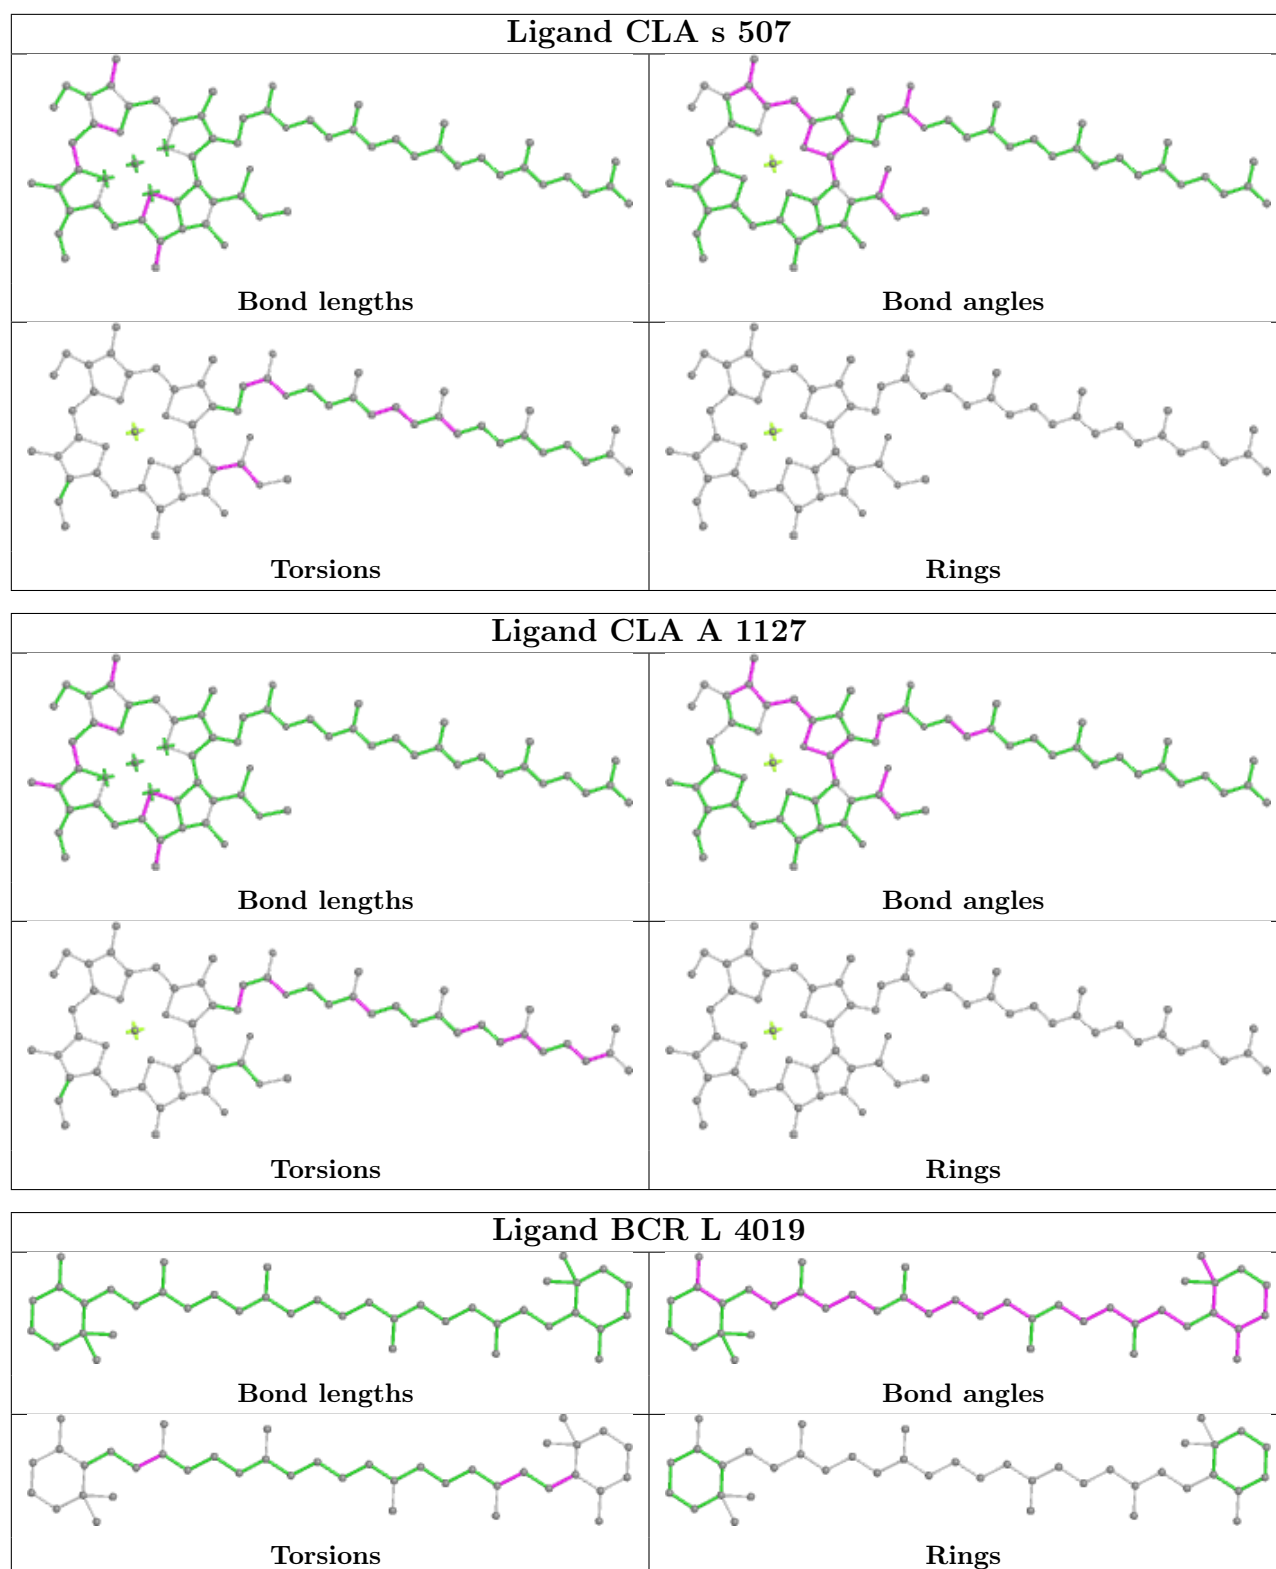 Ligand CLA s 507
Bond lengths
Bond angles
Torsions
Rings
Ligand CLA A 1127
Bond lengths
Bond angles
Torsions
Rings
Ligand BCR L 4019
Bond lengths
Bond angles
Torsions
Rings